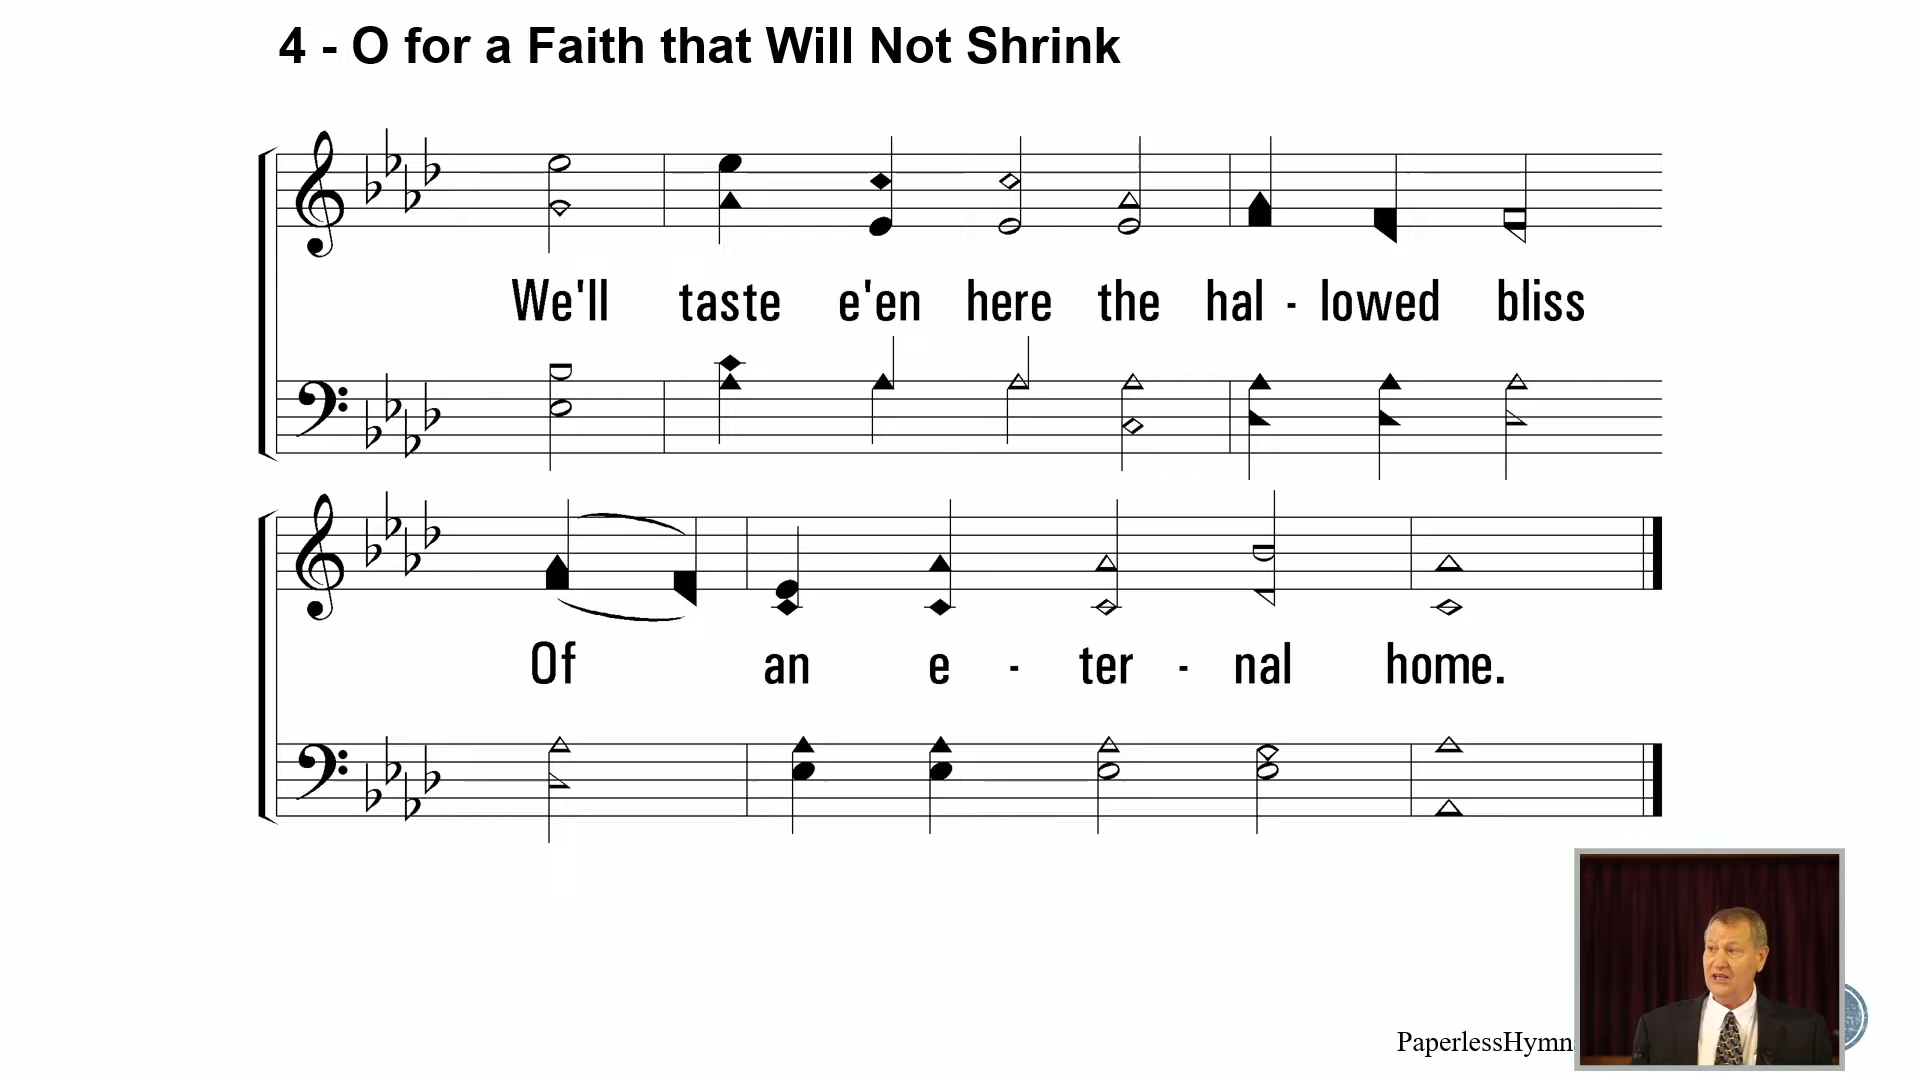 4 - O for a Faith that Will Not Shrink
We'll taste e'en here the hal - lowed bliss
Of an e - ter - nal home.
PaperlessHymn